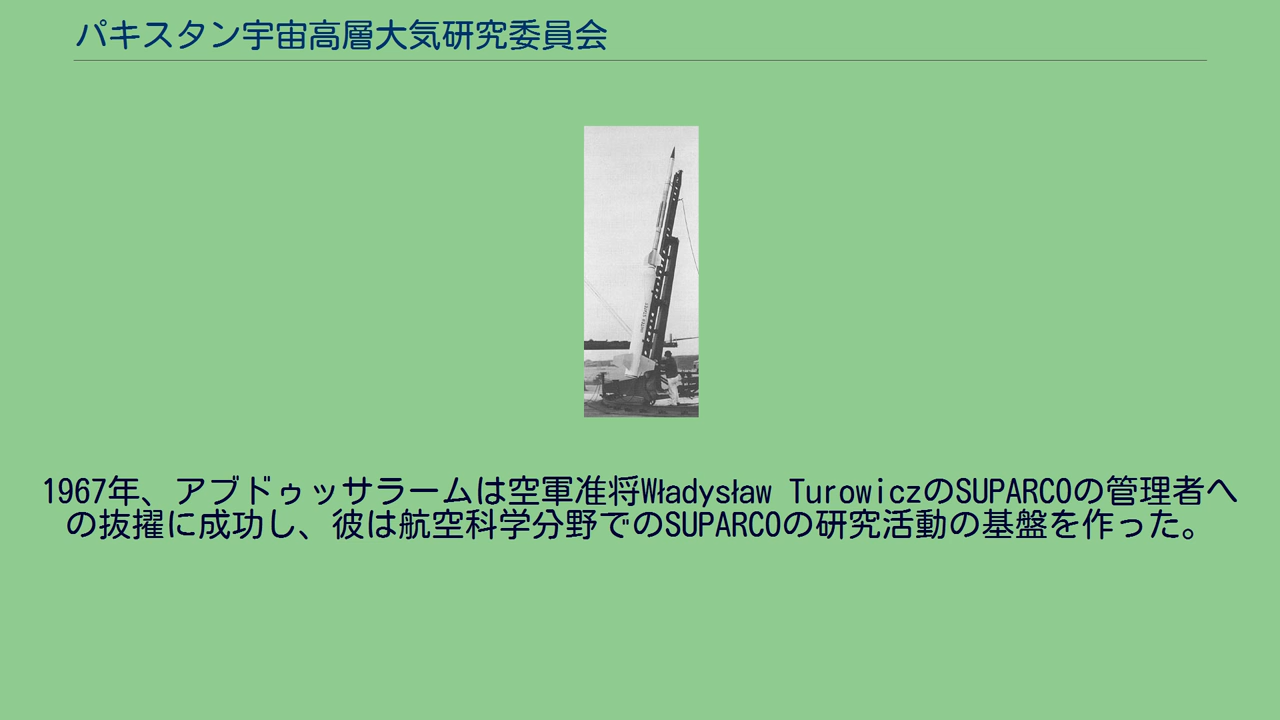 パキスタン宇宙高層大気研究委員会
1967年、アブドゥッサラームは空軍准将Władysław TurowiczのSUPARCOの管理者へ
の抜擢に成功し、彼は航空科学分野でのSUPARCOの研究活動の基盤を作った。